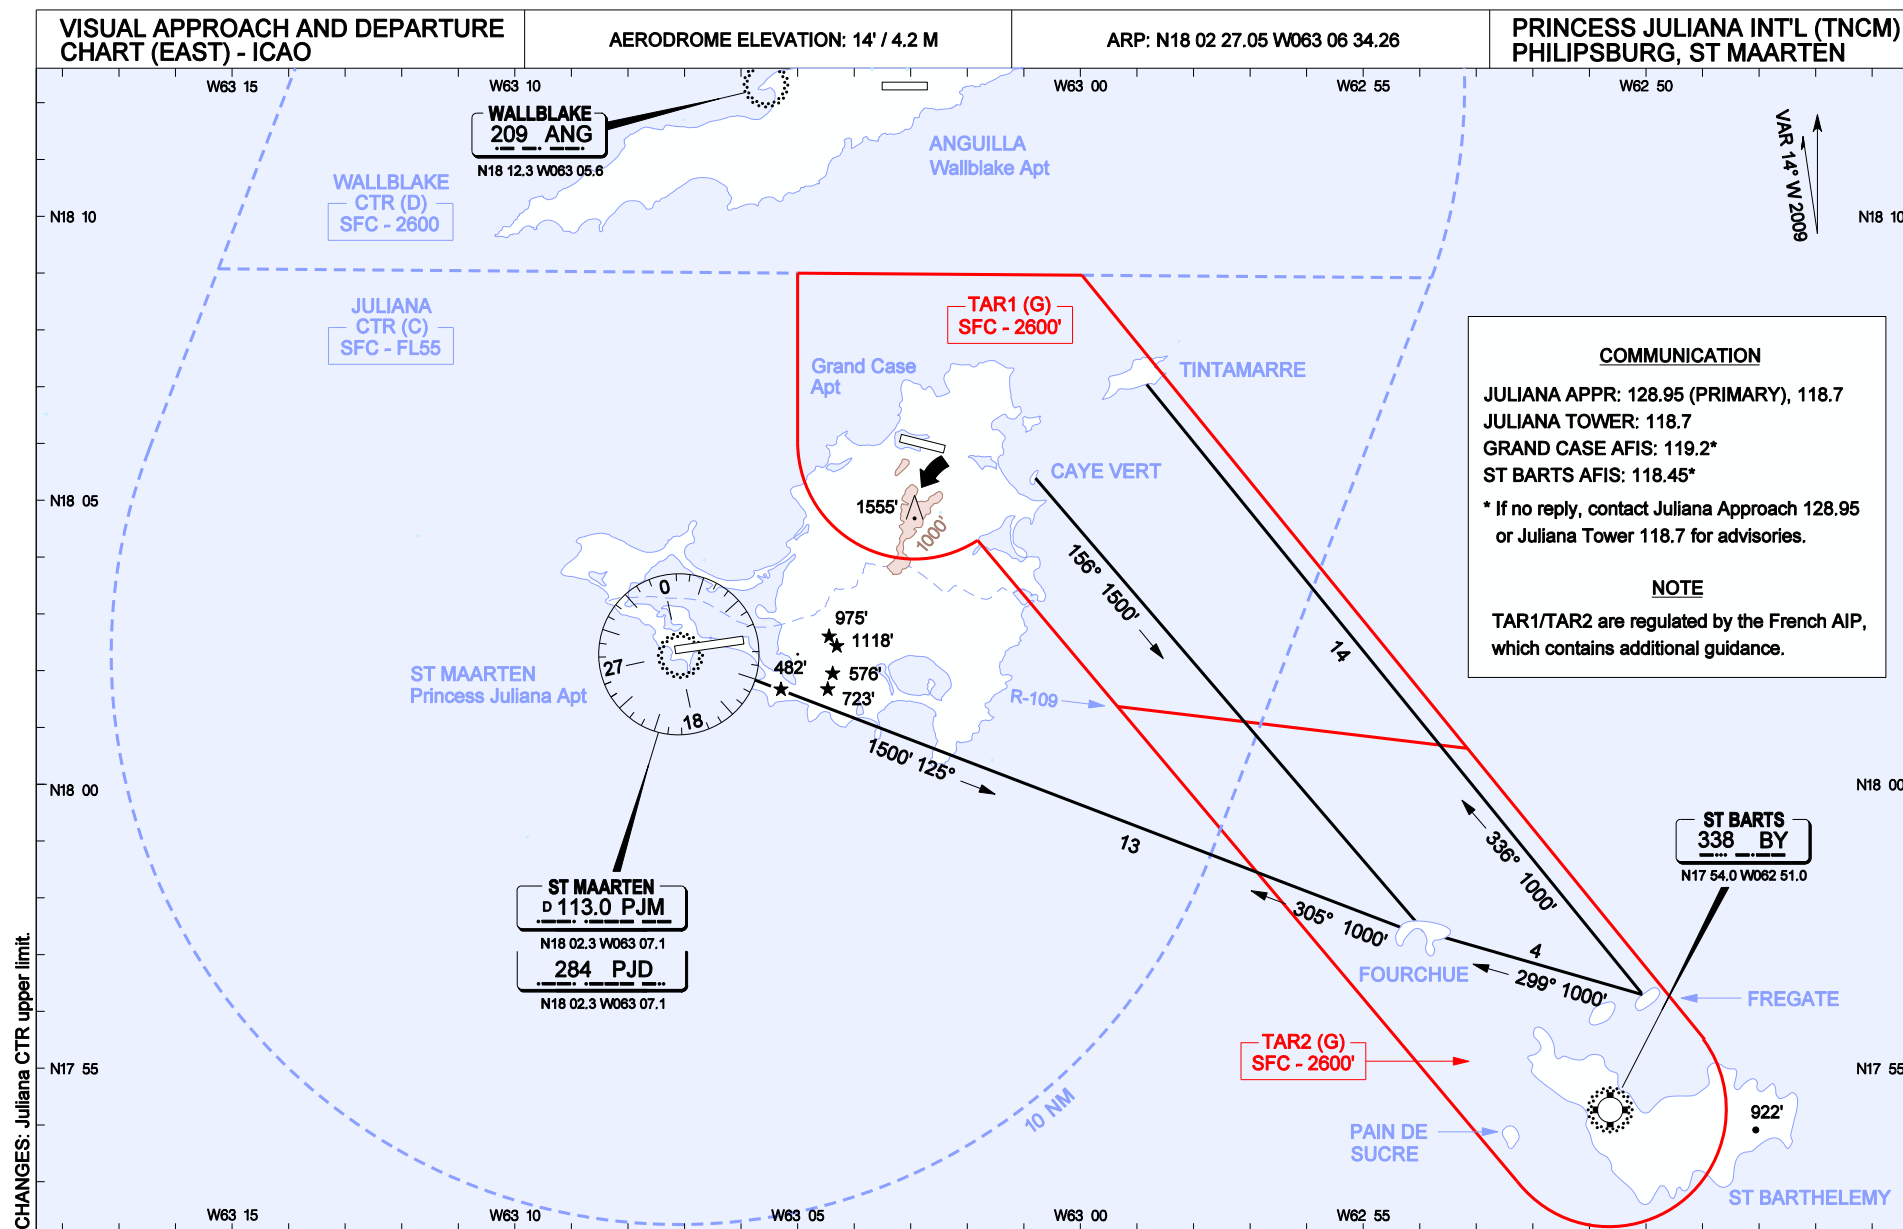 VISUAL APPROACH AND DEPARTURE
CHART (EAST) - ICAO
AERODROME ELEVATION: 14' / 4.2 M
ARP: N18 02 27.05 W063 06 34.26
PRINCESS JULIANA INT'L (TNCM)
PHILIPSBURG, ST MAARTEN
W63 15
W63 10
W63 00
W62 55
W62 50
WALLBLAKE
209 ANG
N18 12.3 W063 05.6
ANGUILLA
Wallblake Apt
VAR 14° W 2009
WALLBLAKE
CTR (D)
SFC - 2600
N18 10
N18 10
JULIANA
CTR (C)
SFC - FL55
TAR1 (G)
SFC - 2600'
Grand Case
Apt
TINTAMARRE
COMMUNICATION
JULIANA APPR: 128.95 (PRIMARY), 118.7
JULIANA TOWER: 118.7
GRAND CASE AFIS: 119.2*
ST BARTS AFIS: 118.45*
* If no reply, contact Juliana Approach 128.95
or Juliana Tower 118.7 for advisories.
NOTE
TAR1/TAR2 are regulated by the French AIP,
which contains additional guidance.
CAYE VERT
N18 05
1555'
1000'
156° 1500'
14
0
27
18
975'
1118'
482'
576'
723'
ST MAARTEN
Princess Juliana Apt
R-109
1500' 125°
N18 00
N18 00
13
336° 1000'
ST BARTS
338 BY
N17 54.0 W062 51.0
ST MAARTEN
D 113.0 PJM
N18 02.3 W063 07.1
284 PJD
N18 02.3 W063 07.1
305° 1000'
4
299° 1000'
FOURCHUE
FREGATE
TAR2 (G)
SFC - 2600'
N17 55
N17 55
10 NM
922'
PAIN DE
SUCRE
ST BARTHELEMY
W63 15
W63 10
W63 05
W63 00
W62 55
CHANGES: Juliana CTR upper limit.